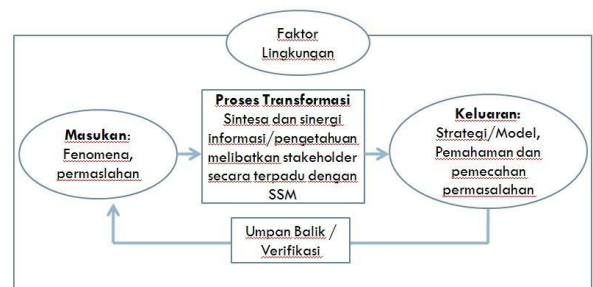 Faktor
Lingkungan
Masukan:
Fenomena,
permaslahan
Proses Transformasi
Sintesa dan sinergi
informasi/pengetahuan
melibatkan stakeholder
secara terpadu dengan
SSM
Keluaran:
Strategi/Model,
Pemahaman dan
pemecahan
permasalahan
Umpan Balik /
Verifikasi